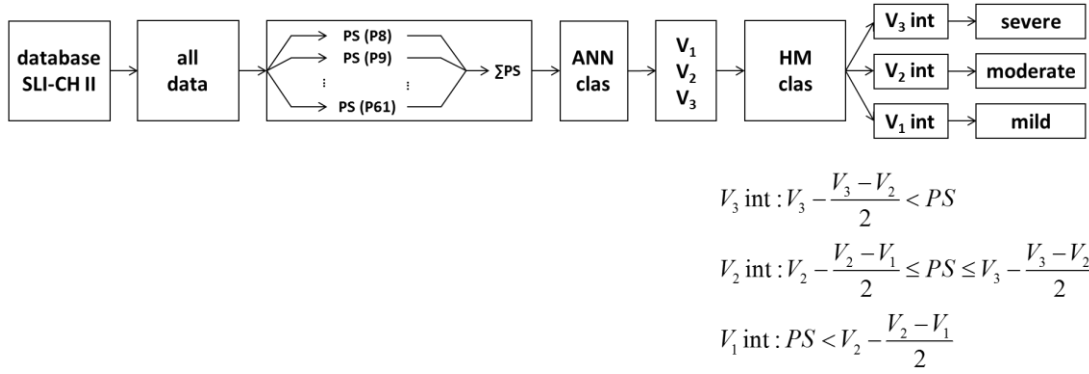 database
SLI-CH II
all
data
PS (P8)
PS (P9)
⋮ ⋮
PS (P61)
∑PS
ANN
clas
V₁
V₂
V₃
HM
clas
V₃ int
severe
V₂ int
moderate
V₁ int
mild
V₃ int : V₃ − (V₃ − V₂)/2 < PS
V₂ int : V₂ − (V₂ − V₁)/2 ≤ PS ≤ V₃ − (V₃ − V₂)/2
V₁ int : PS < V₂ − (V₂ − V₁)/2